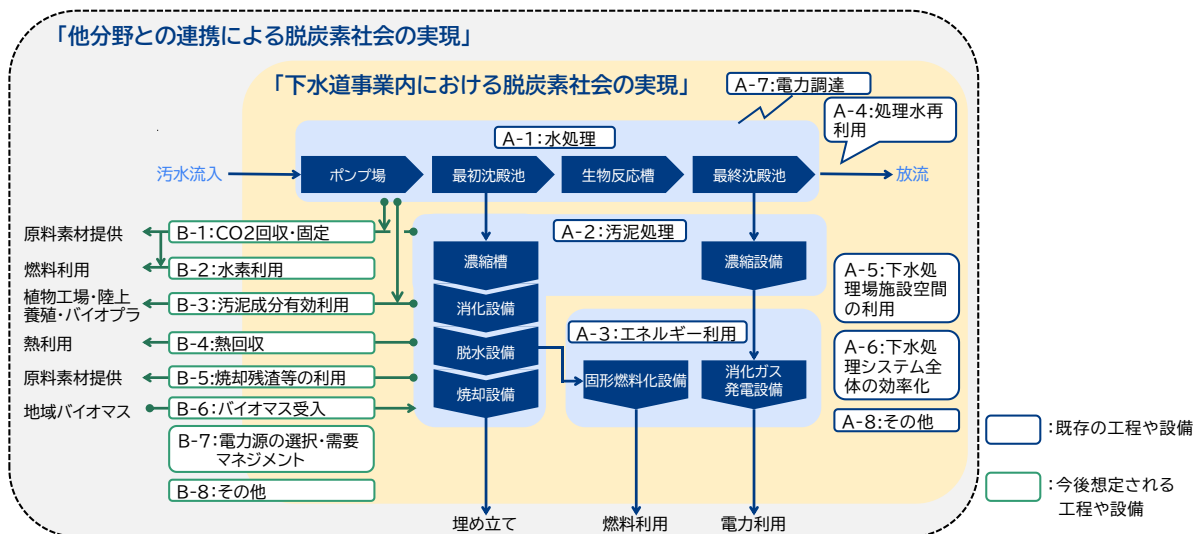 「他分野との連携による脱炭素社会の実現」
「下水道事業内における脱炭素社会の実現」
A-7:電力調達
A-4:処理水再
利用
A-1:水処理
汚水流入
ポンプ場
最初沈殿池
生物反応槽
最終沈殿池
放流
原料素材提供
B-1:CO2回収・固定
A-2:汚泥処理
燃料利用
B-2:水素利用
濃縮槽
濃縮設備
A-5:下水処
理場施設空間
の利用
植物工場・陸上
養殖・バイオプラ
B-3:汚泥成分有効利用
消化設備
熱利用
B-4:熱回収
脱水設備
A-3:エネルギー利用
A-6:下水処
理システム全
体の効率化
原料素材提供
B-5:焼却残渣等の利用
焼却設備
固形燃料化設備
消化ガス
発電設備
地域バイオマス
B-6:バイオマス受入
A-8:その他
B-7:電力源の選択・需要
マネジメント
B-8:その他
埋め立て
燃料利用
電力利用
:既存の工程や設備
:今後想定される
工程や設備